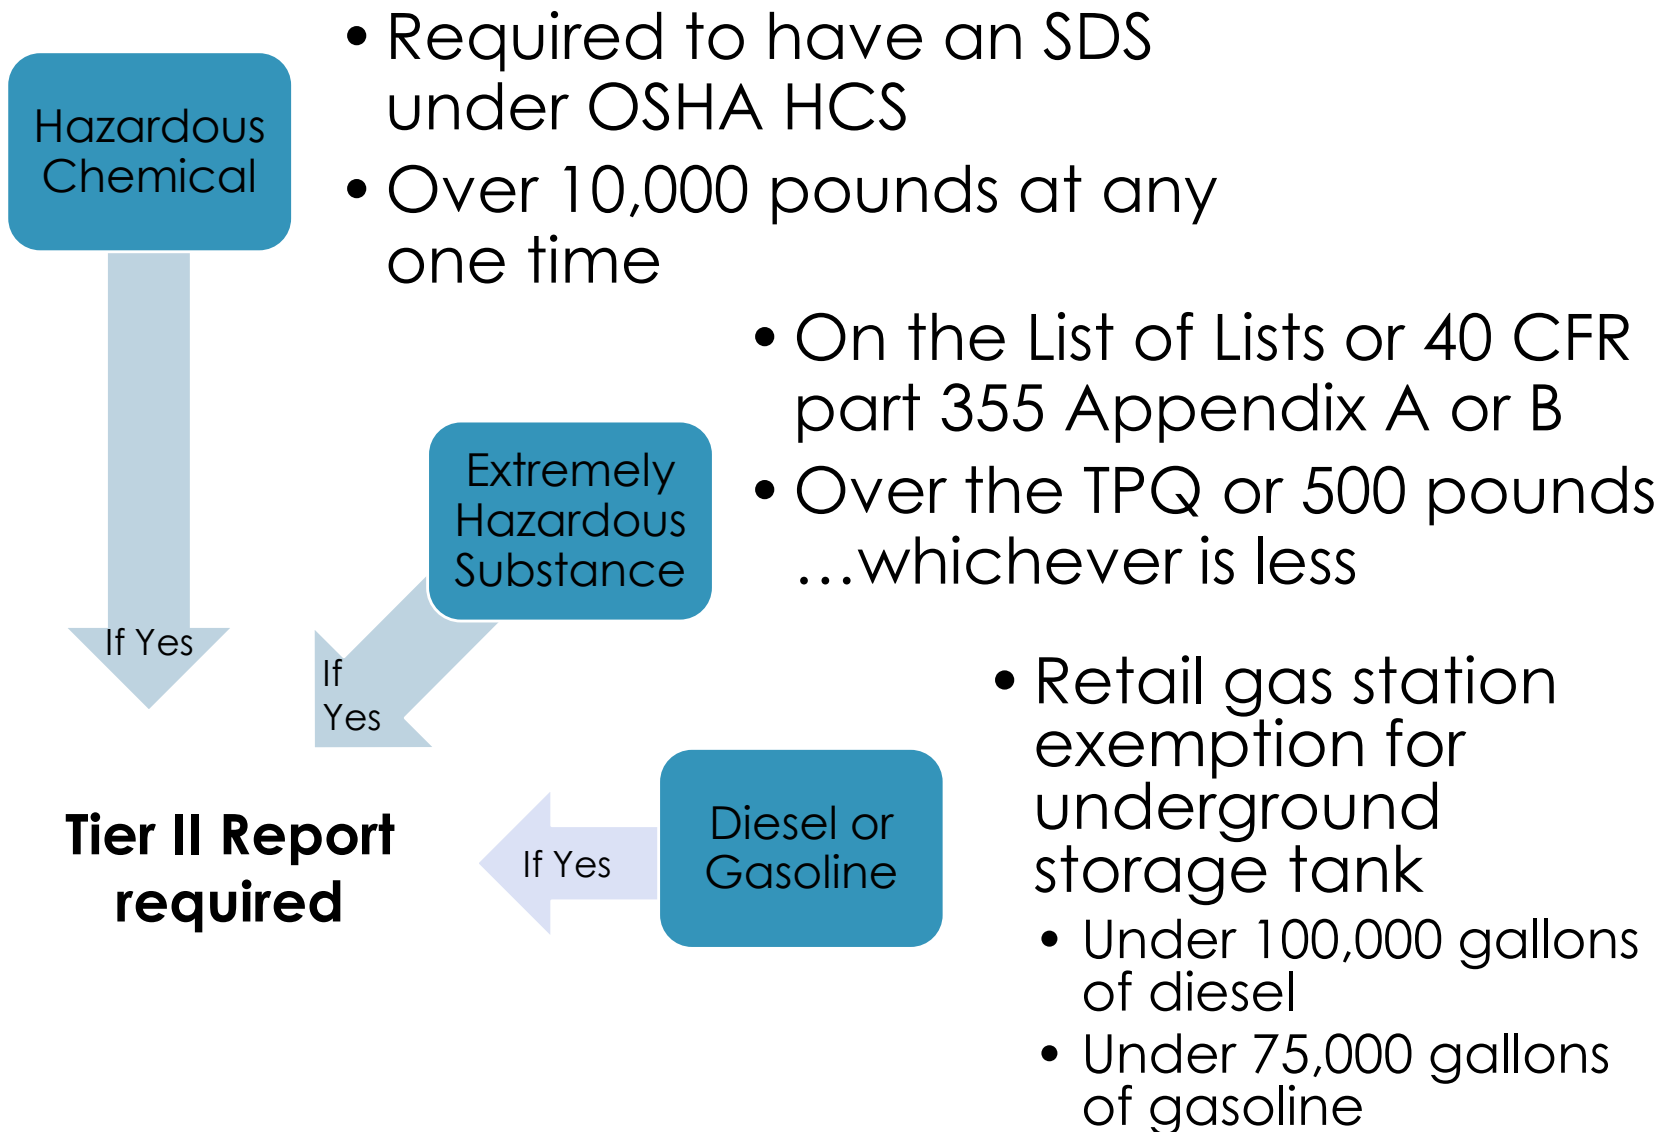 Hazardous
Chemical
• Required to have an SDS
under OSHA HCS
• Over 10,000 pounds at any
one time
If Yes
Extremely
Hazardous
Substance
• On the List of Lists or 40 CFR
part 355 Appendix A or B
• Over the TPQ or 500 pounds
...whichever is less
If
Yes
Diesel or
Gasoline
• Retail gas station
exemption for
underground
storage tank
• Under 100,000 gallons
of diesel
• Under 75,000 gallons
of gasoline
If Yes
Tier II Report
required